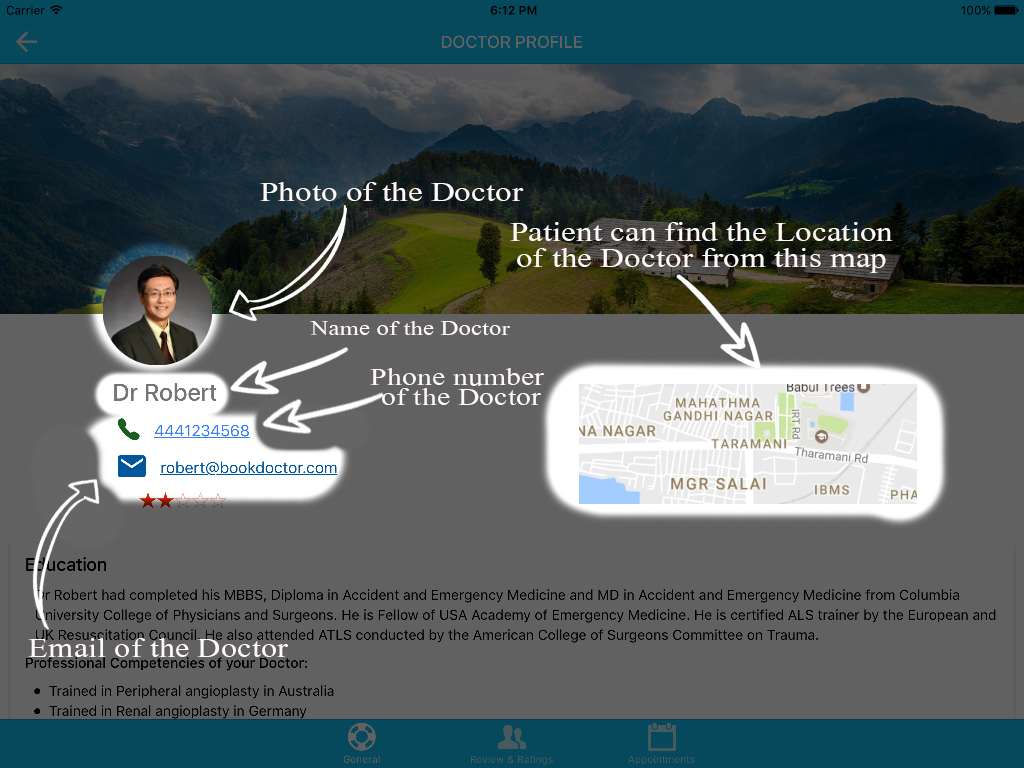 Carrier 6:12 PM 100%
DOCTOR PROFILE
Photo of the Doctor
Patient can find the Location
of the Doctor from this map
Name of the Doctor
Phone number
of the Doctor
Dr Robert
4441234568
robert@bookdoctor.com
Babul Trees
MAHATHMA
GANDHI NAGAR
IRT Rd
NA NAGAR
TARAMANI
Tharamani Rd
MGR SALAI
IBMS
PHA
Education
Dr Robert had completed his MBBS, Diploma in Accident and Emergency Medicine and MD in Accident and Emergency Medicine from Columbia
University College of Physicians and Surgeons. He is Fellow of USA Academy of Emergency Medicine. He is certified ALS trainer by the European and
UK Resuscitation Council. He also attended ATLS conducted by the American College of Surgeons Committee on Trauma.
Email of the Doctor
Professional Competencies of your Doctor:
Trained in Peripheral angioplasty in Australia
Trained in Renal angioplasty in Germany
General
Review & Ratings
Appointments